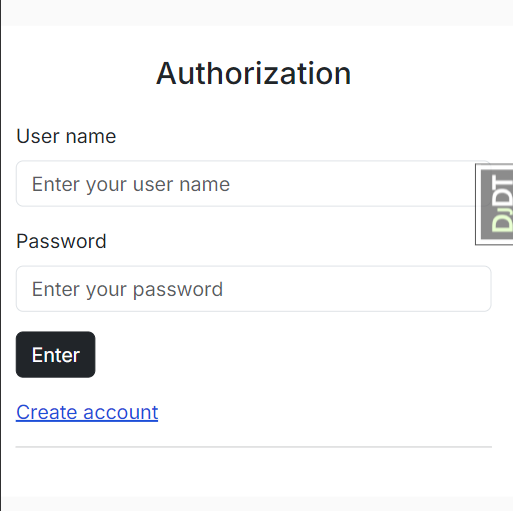 Authorization
User name
Enter your user name
DjDT
Password
Enter your password
Enter
Create account